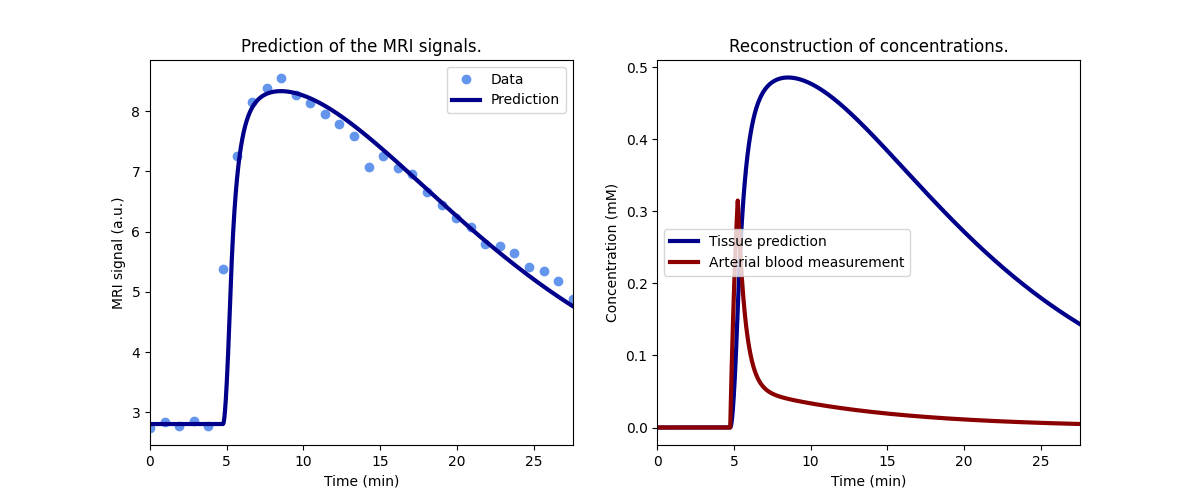 Prediction of the MRI signals.
MRI signal (a.u.)
8
7
6
5
4
3
0
5
10
15
20
25
Time (min)
Data
Prediction
Reconstruction of concentrations.
Concentration (mM)
0.5
0.4
0.3
0.2
0.1
0.0
0
5
10
15
20
25
Time (min)
Tissue prediction
Arterial blood measurement